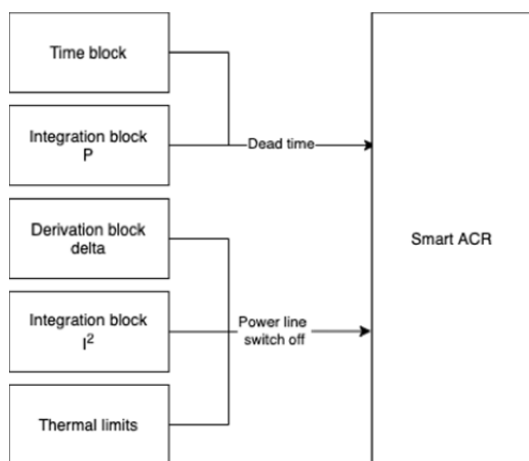 Time block
Integration block
P
Dead time
Derivation block
delta
Smart ACR
Integration block
I²
Power line
switch off
Thermal limits